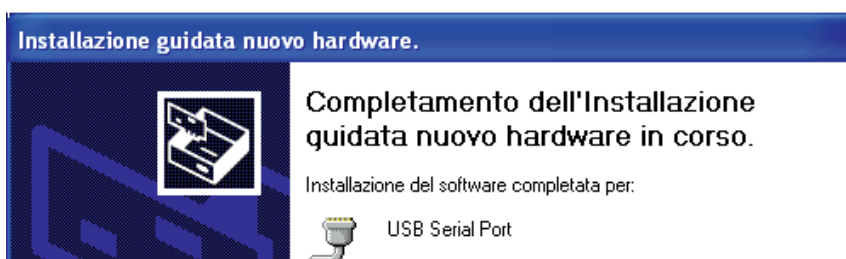 Installazione guidata nuovo hardware.
Completamento dell'Installazione
guidata nuovo hardware in corso.
Installazione del software completata per:
USB Serial Port